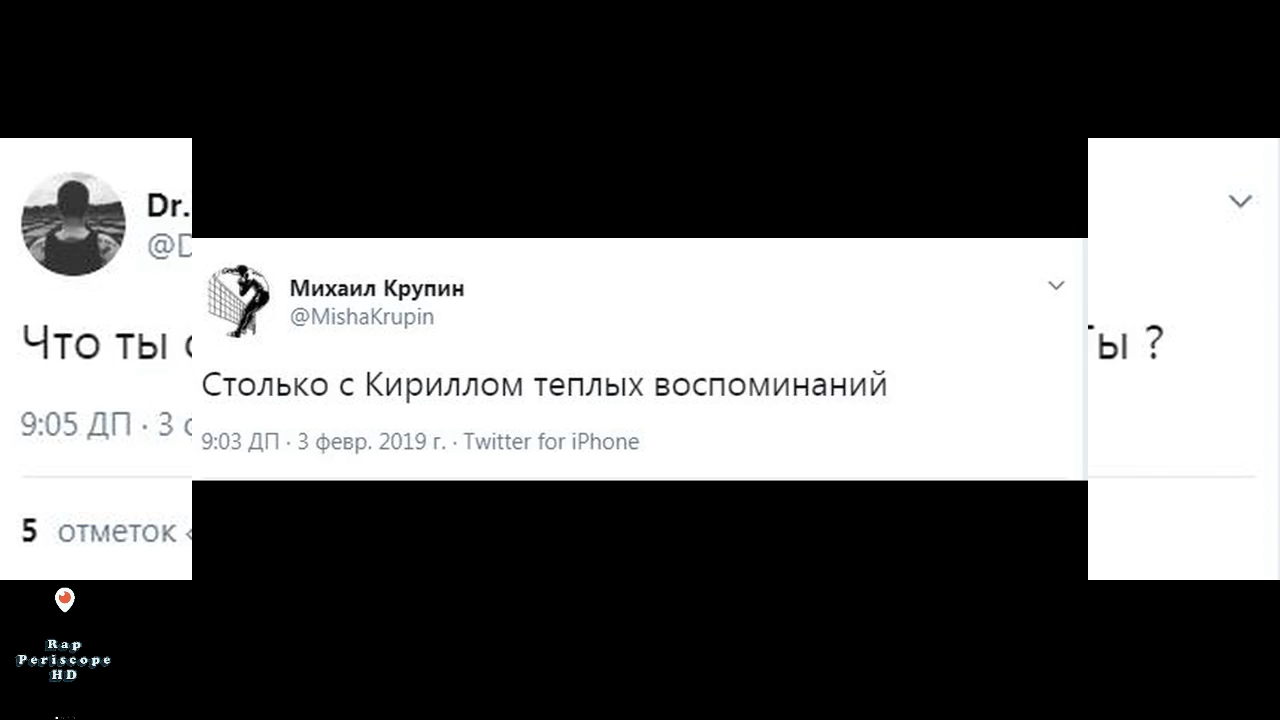 Dr.
@D
Что ты
ы ?
9:05 ДП · 3
5 отметок
Михаил Крупин
@MishaKrupin
Столько с Кириллом теплых воспоминаний
9:03 ДП · 3 февр. 2019 г. · Twitter for iPhone
Rap
Periscope
HD